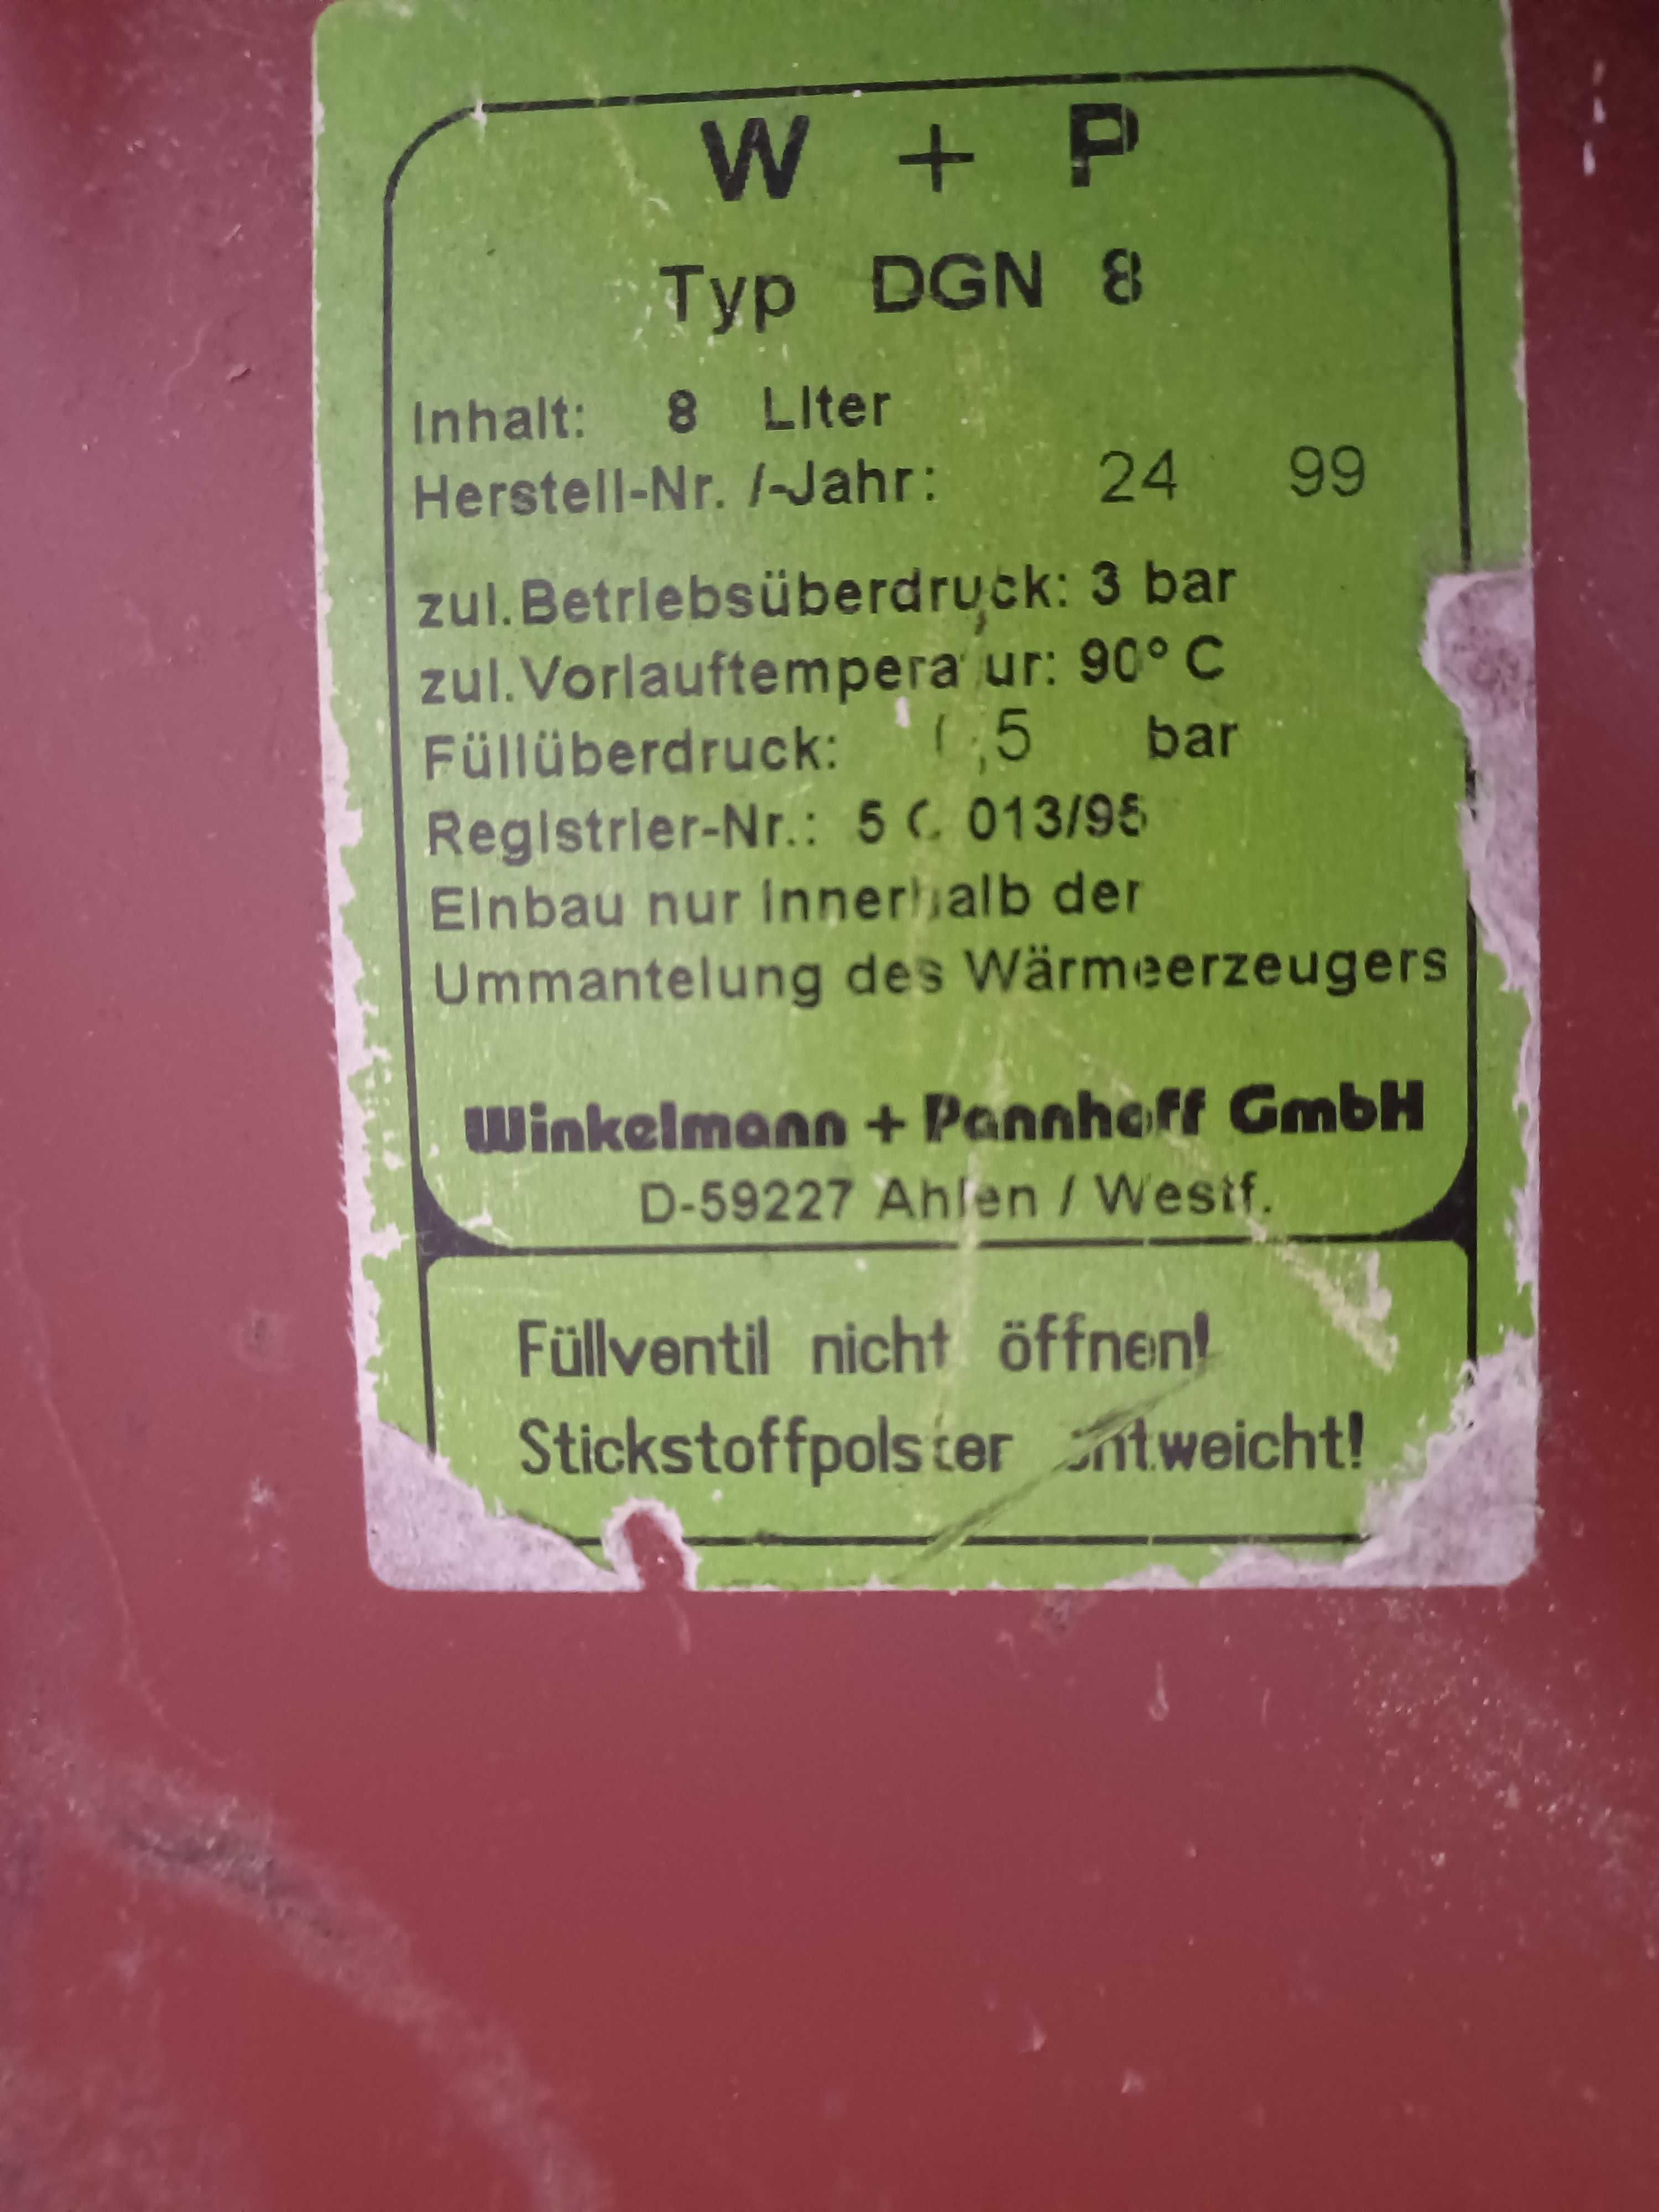 W + P
Typ DGN 8
Inhalt: 8 Liter
Herstell-Nr. /-Jahr: 24 99
zul. Betriebsüberdruck: 3 bar
zul. Vorlauftemperatur: 90° C
Füllüberdruck: 0,5 bar
Registrier-Nr.: 013/95
Einbau nur innerhalb der
Ummantelung des Wärmeerzeugers
Winkelmann + Pannhoff GmbH
D-59227 Ahlen / Westf.
Füllventil nicht öffnen!
Stickstoffpolster entweicht!